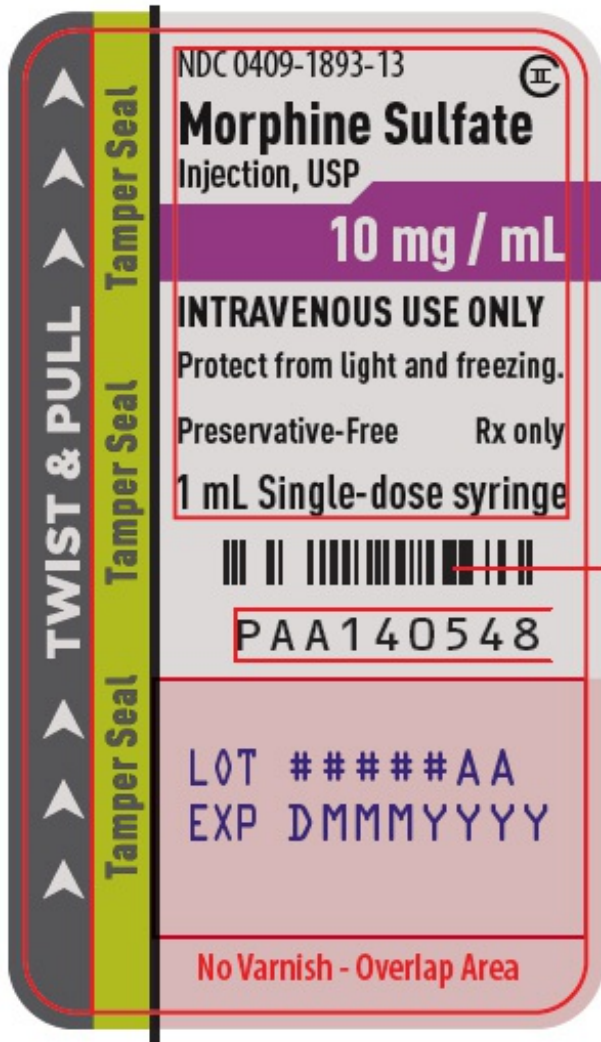 NDC 0409-1893-13 CII
Morphine Sulfate
Injection, USP
10 mg / mL
INTRAVENOUS USE ONLY
Protect from light and freezing.
Preservative-Free Rx only
1 mL Single-dose syringe
PAA140548
LOT #####AA
EXP DMMMYYYY
No Varnish - Overlap Area
TWIST & PULL
Tamper Seal
Tamper Seal
Tamper Seal